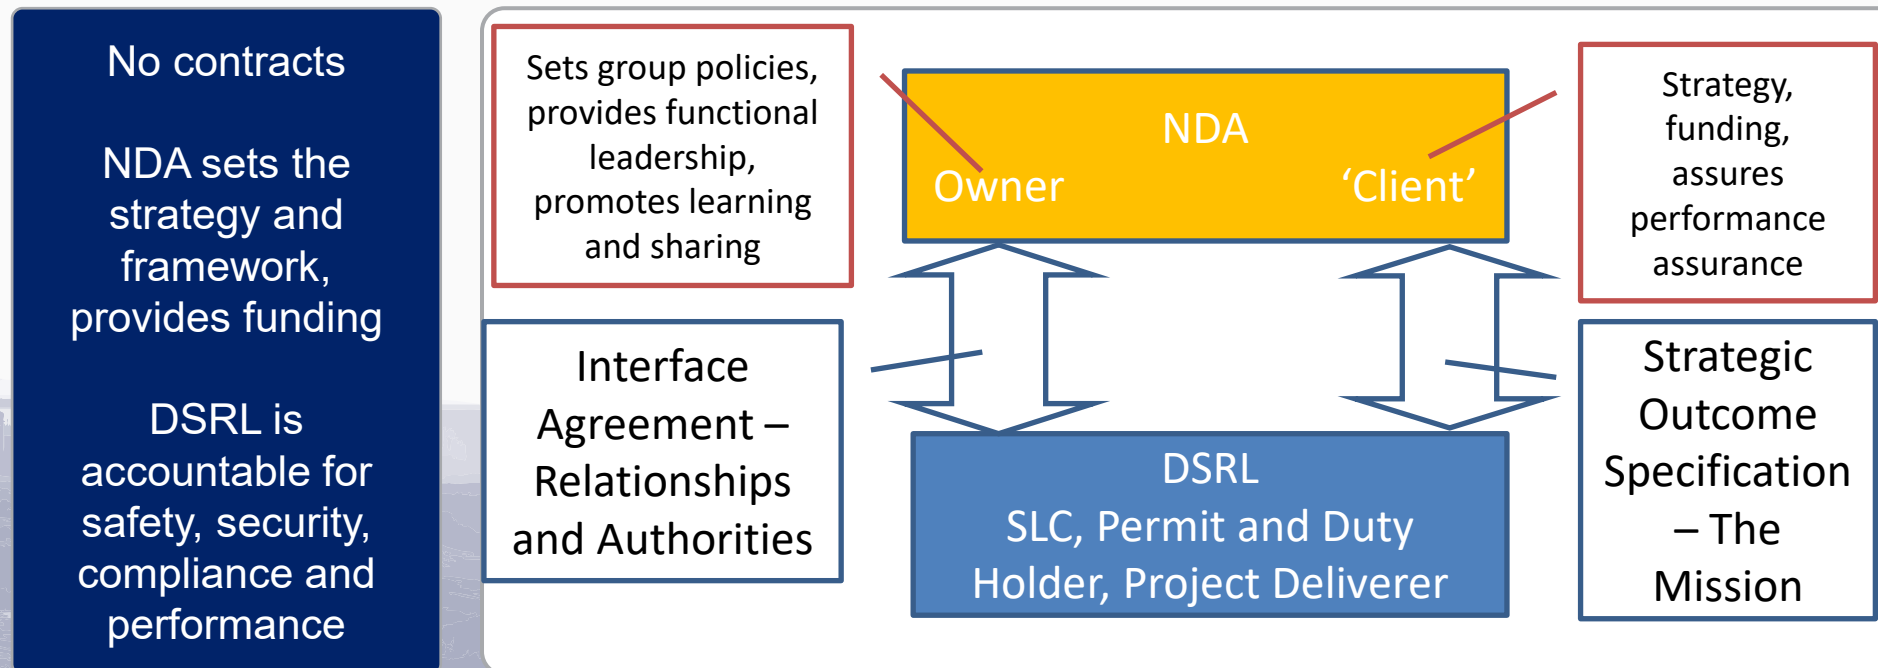 No contracts
NDA sets the
strategy and
framework,
provides funding
DSRL is
accountable for
safety, security,
compliance and
performance
Sets group policies,
provides functional
leadership,
promotes learning
and sharing
NDA
Owner
‘Client’
Strategy,
funding,
assures
performance
assurance
Interface
Agreement –
Relationships
and Authorities
DSRL
SLC, Permit and Duty
Holder, Project Deliverer
Strategic
Outcome
Specification
– The
Mission